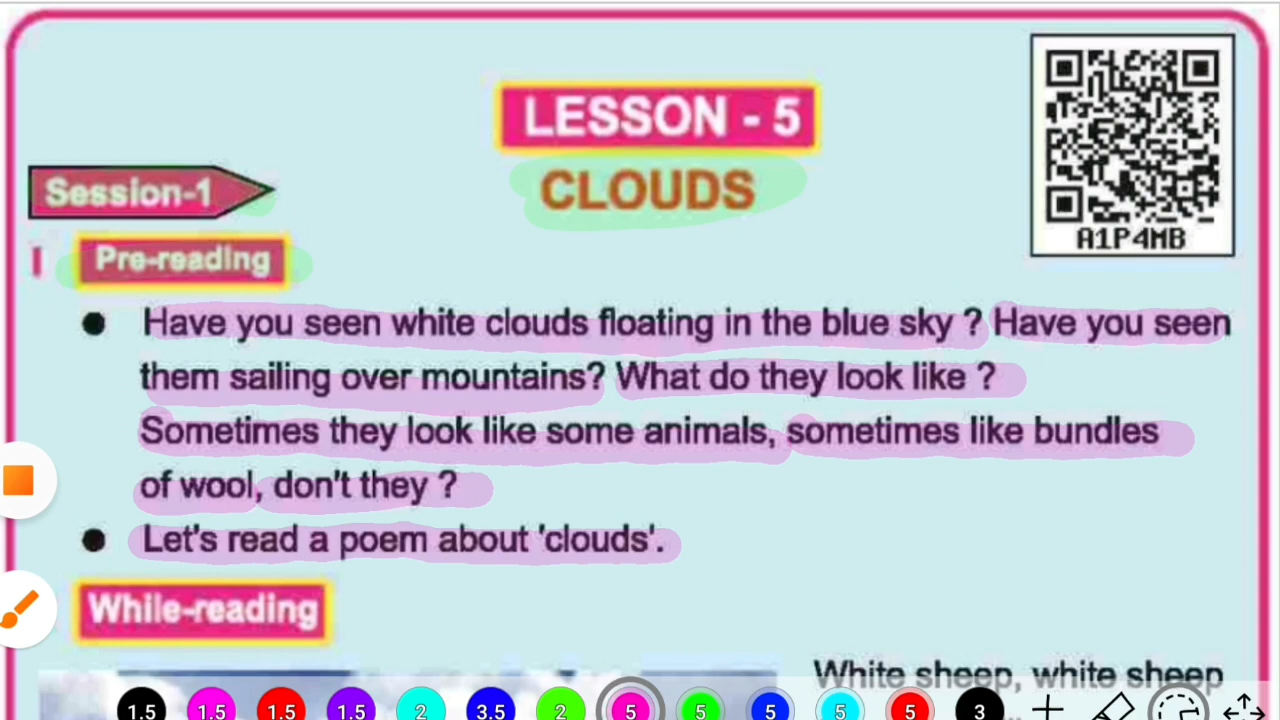 LESSON - 5
CLOUDS
A1P4MB
Session-1
I Pre-reading
● Have you seen white clouds floating in the blue sky ? Have you seen
them sailing over mountains? What do they look like ?
Sometimes they look like some animals, sometimes like bundles
of wool, don't they ?
● Let's read a poem about 'clouds'.
While-reading
White sheep, white sheep
1.5 1.5 1.5 1.5 2 3.5 2 5 5 5 5 5 3